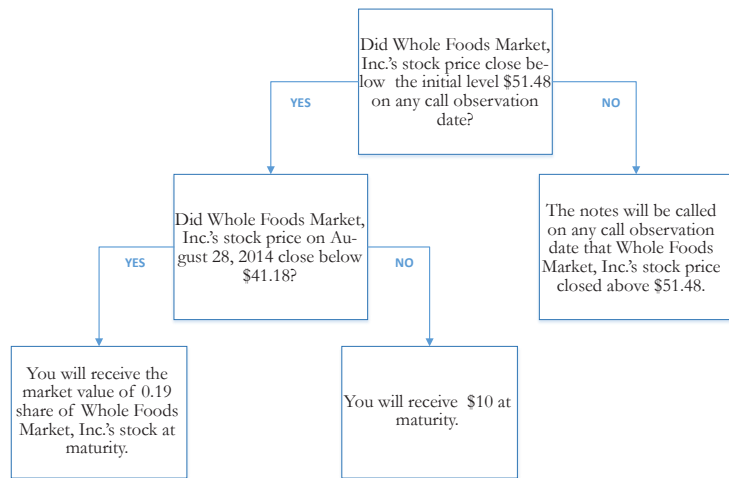 Did Whole Foods Market,
Inc.'s stock price close be-
low the initial level $51.48
on any call observation
date?
YES
NO
Did Whole Foods Market,
Inc.'s stock price on Au-
gust 28, 2014 close below
$41.18?
The notes will be called
on any call observation
date that Whole Foods
Market, Inc.'s stock price
closed above $51.48.
YES
NO
You will receive the
market value of 0.19
share of Whole Foods
Market, Inc.'s stock at
maturity.
You will receive $10 at
maturity.